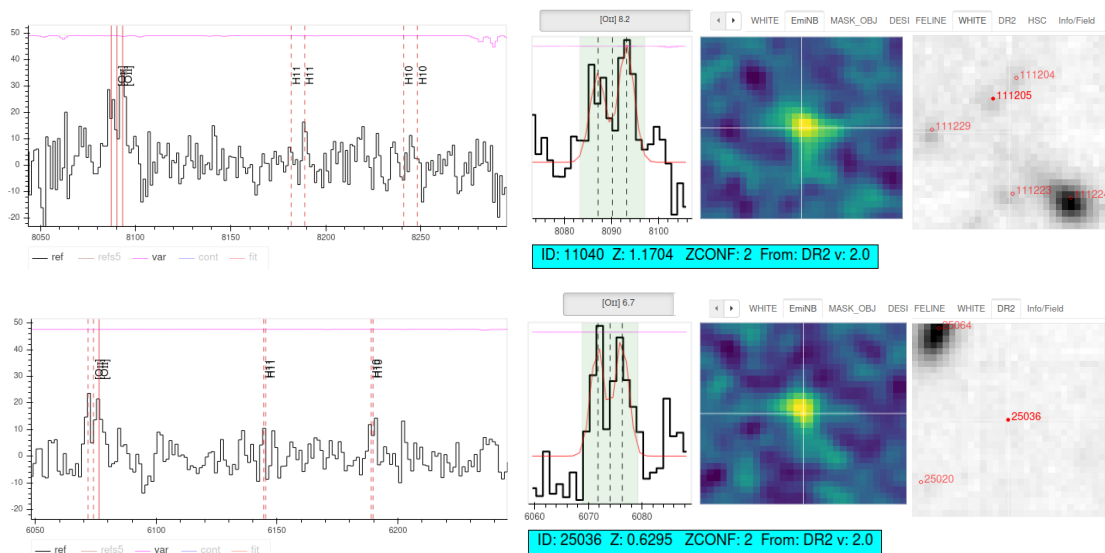 [OII] 8.2
WHITE EmiNB MASK_OBJ DESI FELINE WHITE DR2 HSC Info/Field
50
40
30
20
10
0
-10
-20
[OII]
[OII]
H11
H11
H10
H10
8050 8100 8150 8200 8250
ref refs5 var cont fit
8080 8090 8100
111204
111205
111229
111223
111224
ID: 11040 Z: 1.1704 ZCONF: 2 From: DR2 v: 2.0
[OII] 6.7
WHITE EmiNB MASK_OBJ DESI FELINE WHITE DR2 Info/Field
50
40
30
20
10
0
-10
-20
[OII]
[OII]
H11
H11
H10
H10
6050 6100 6150 6200
ref refs5 var cont fit
6060 6070 6080
25064
25036
25020
ID: 25036 Z: 0.6295 ZCONF: 2 From: DR2 v: 2.0